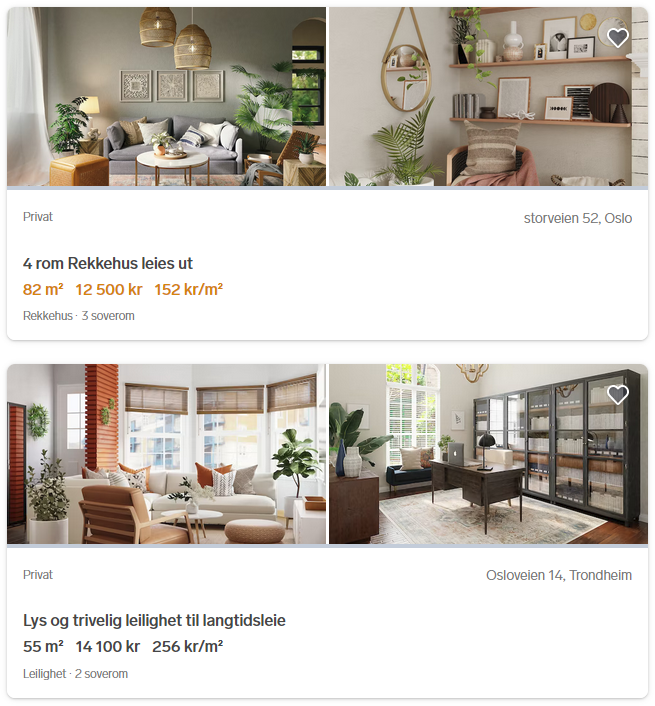 Privat
storveien 52, Oslo
4 rom Rekkehus leies ut
82 m² 12 500 kr 152 kr/m²
Rekkehus · 3 soverom
Privat
Osloveien 14, Trondheim
Lys og trivelig leilighet til langtidsleie
55 m² 14 100 kr 256 kr/m²
Leilighet · 2 soverom